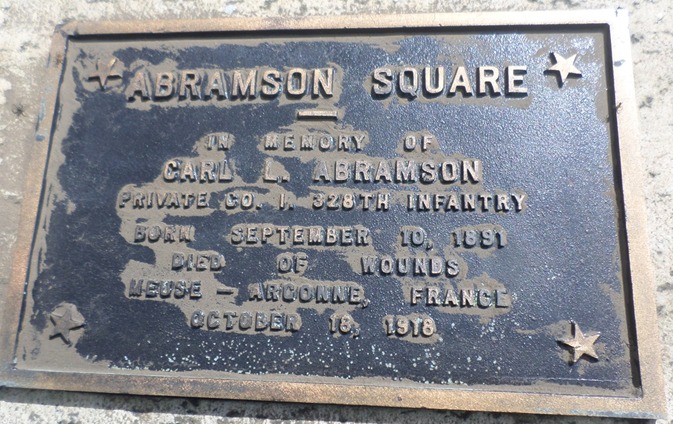 ABRAMSON SQUARE
IN MEMORY OF
CARL L. ABRAMSON
PRIVATE CO. I. 328TH INFANTRY
BORN SEPTEMBER 10, 1891
DIED OF WOUNDS
MEUSE - ARGONNE, FRANCE
OCTOBER 18, 1918